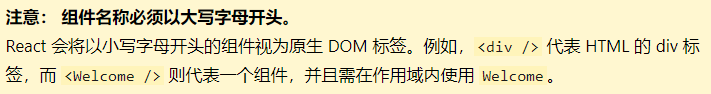 注意: 组件名称必须以大写字母开头。
React 会将以小写字母开头的组件视为原生 DOM 标签。例如，<div /> 代表 HTML 的 div 标
签，而 <Welcome /> 则代表一个组件，并且需在作用域内使用 Welcome。